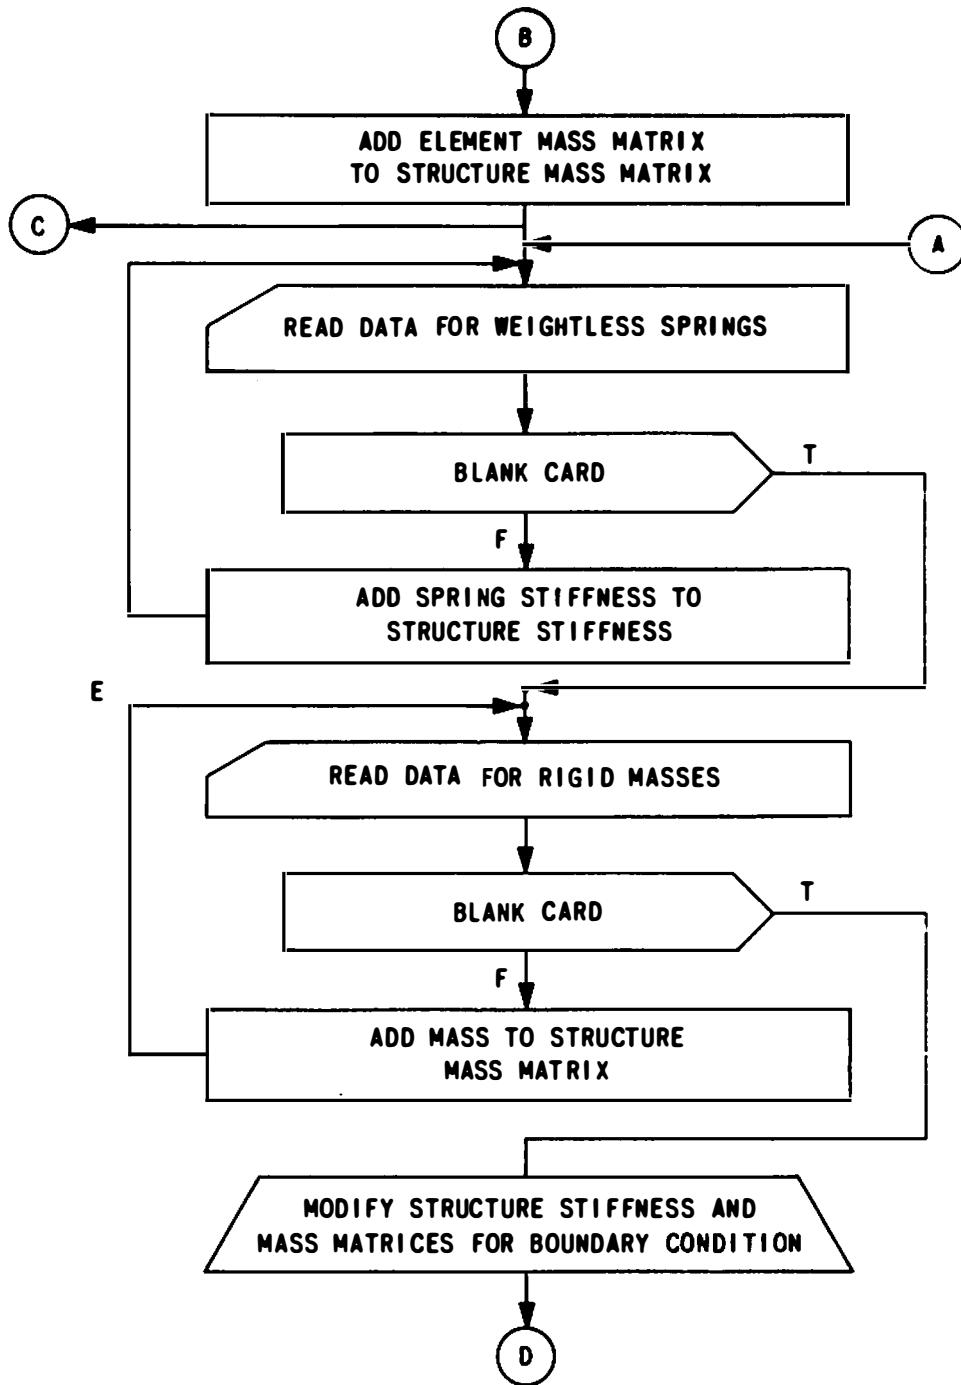 B
ADD ELEMENT MASS MATRIX
TO STRUCTURE MASS MATRIX
C
A
READ DATA FOR WEIGHTLESS SPRINGS
BLANK CARD
T
F
ADD SPRING STIFFNESS TO
STRUCTURE STIFFNESS
E
READ DATA FOR RIGID MASSES
BLANK CARD
T
F
ADD MASS TO STRUCTURE
MASS MATRIX
MODIFY STRUCTURE STIFFNESS AND
MASS MATRICES FOR BOUNDARY CONDITION
D